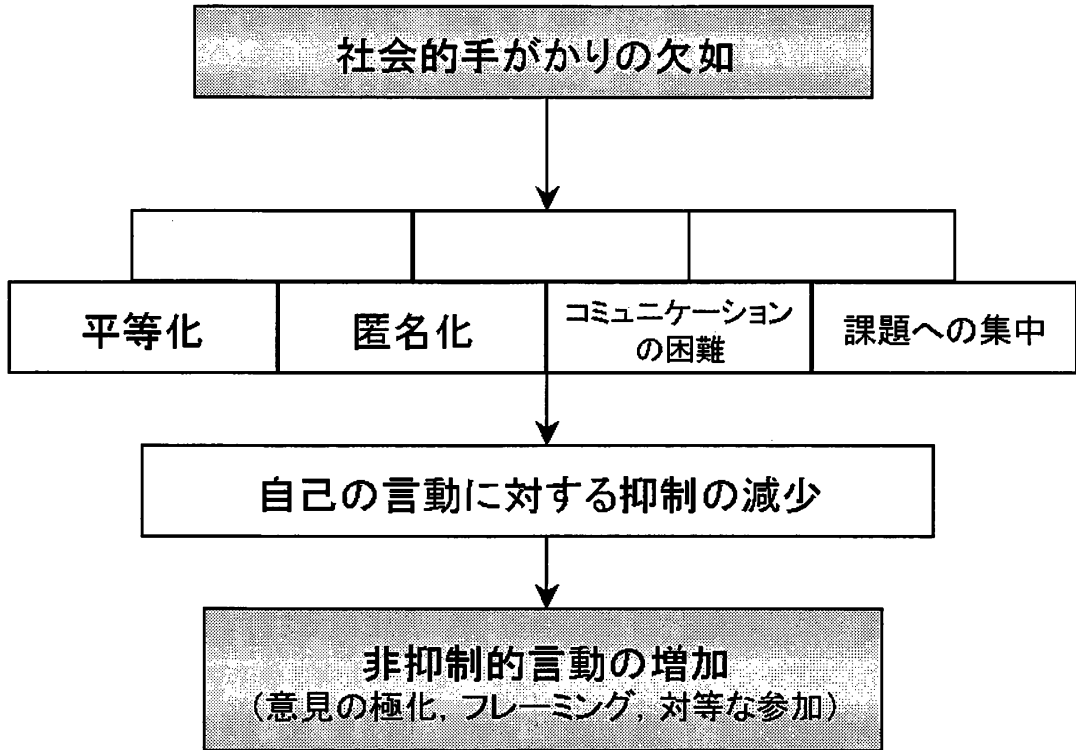 社会的手がかりの欠如
平等化
匿名化
コミュニケーション
の困難
課題への集中
自己の言動に対する抑制の減少
非抑制的言動の増加
（意見の極化, フレーミング, 対等な参加）